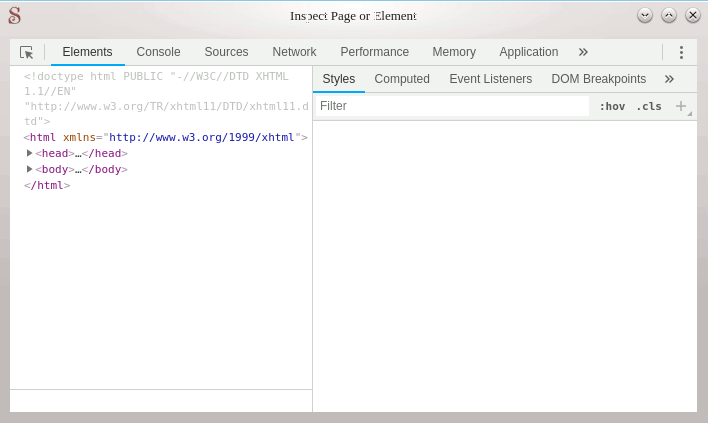 S
Inspect Page or Element
Elements Console Sources Network Performance Memory Application »
<!doctype html PUBLIC "-//W3C//DTD XHTML
1.1//EN"
"http://www.w3.org/TR/xhtml11/DTD/xhtml11.d
td">
<html xmlns="http://www.w3.org/1999/xhtml">
<head>…</head>
<body>…</body>
</html>
Styles Computed Event Listeners DOM Breakpoints »
Filter :hov .cls +